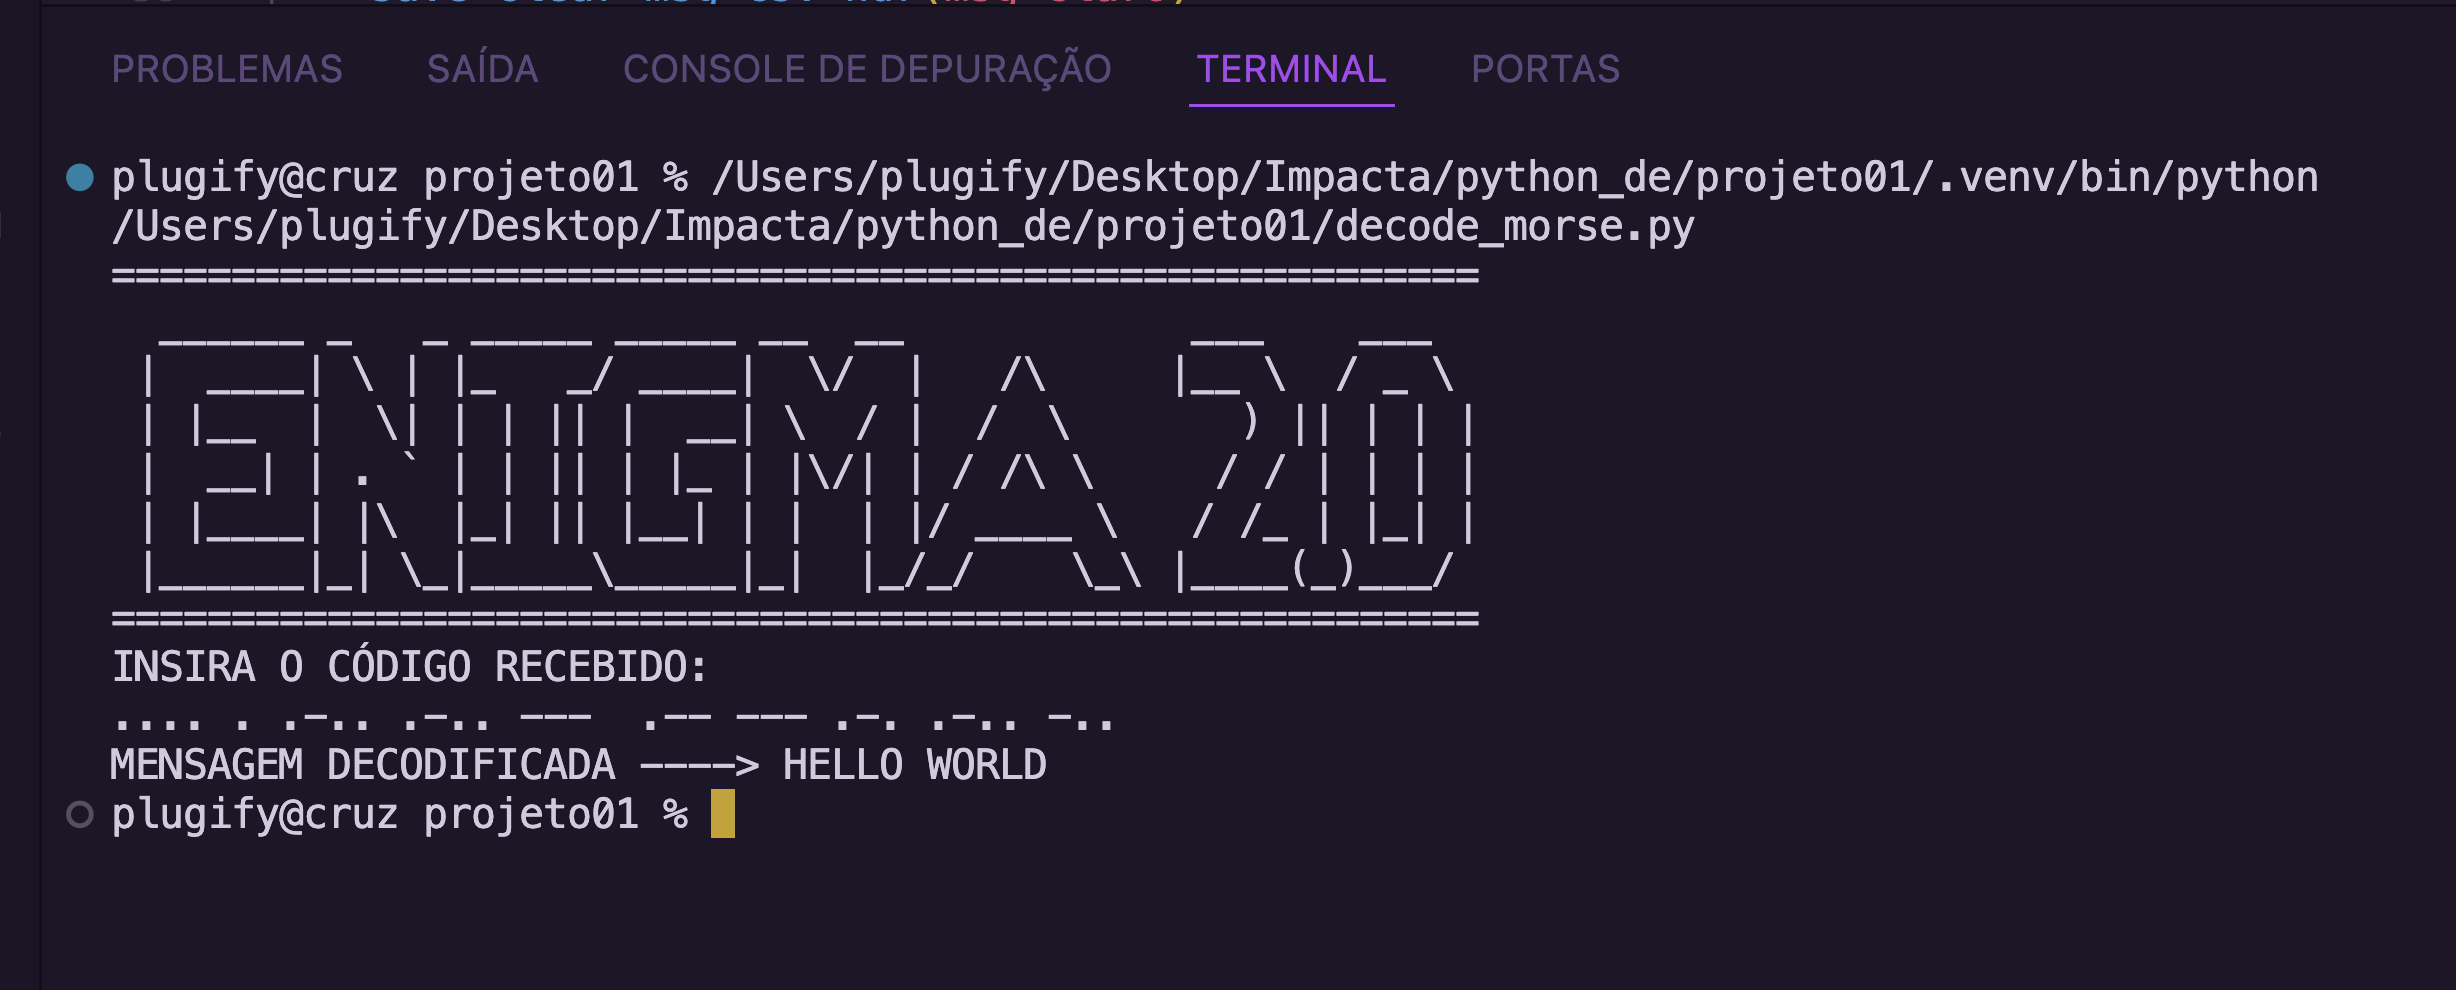 PROBLEMAS SAÍDA CONSOLE DE DEPURAÇÃO TERMINAL PORTAS
plugify@cruz projeto01 % /Users/plugify/Desktop/Impacta/python_de/projeto01/.venv/bin/python
/Users/plugify/Desktop/Impacta/python_de/projeto01/decode_morse.py
=========================================================
ENIGMA 2.0
=========================================================
INSIRA O CÓDIGO RECEBIDO:
.... . .-.. .-.. ---  .-- --- .-. .-.. -..
MENSAGEM DECODIFICADA ----> HELLO WORLD
plugify@cruz projeto01 %